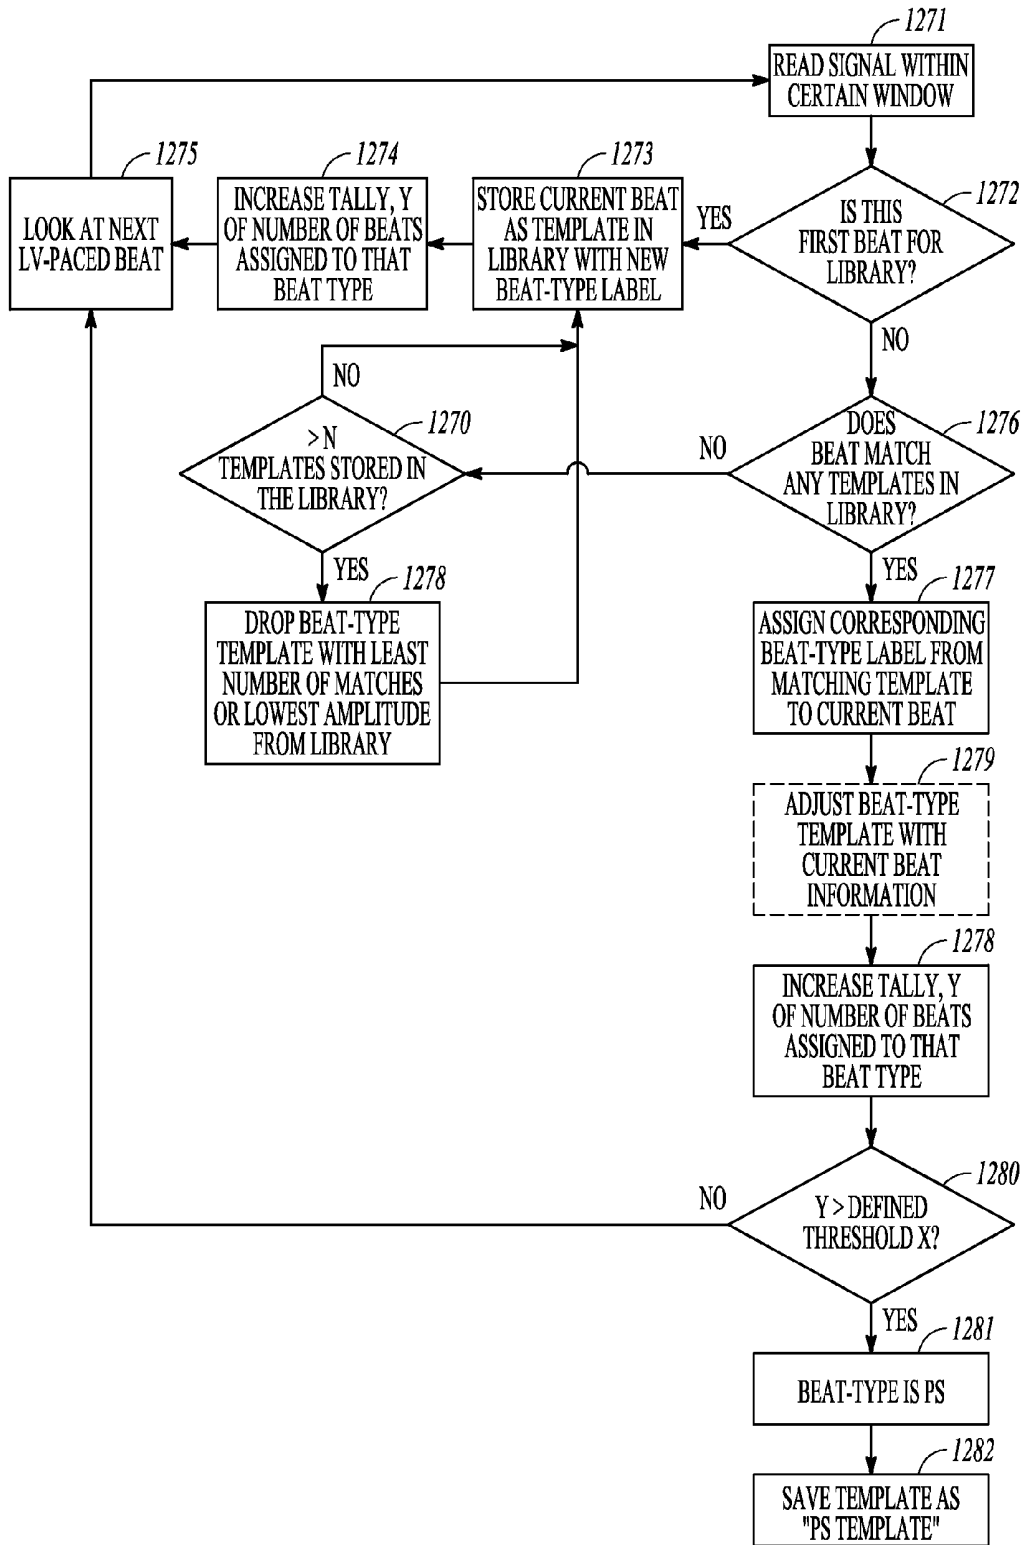 1271
READ SIGNAL WITHIN
CERTAIN WINDOW
1275
LOOK AT NEXT
LV-PACED BEAT
1274
INCREASE TALLY, Y
OF NUMBER OF BEATS
ASSIGNED TO THAT
BEAT TYPE
1273
STORE CURRENT BEAT
AS TEMPLATE IN
LIBRARY WITH NEW
BEAT-TYPE LABEL
YES
1272
IS THIS
FIRST BEAT FOR
LIBRARY?
NO
NO
1270
> N
TEMPLATES STORED IN
THE LIBRARY?
NO
1276
DOES
BEAT MATCH
ANY TEMPLATES IN
LIBRARY?
YES
1278
DROP BEAT-TYPE
TEMPLATE WITH LEAST
NUMBER OF MATCHES
OR LOWEST AMPLITUDE
FROM LIBRARY
YES
1277
ASSIGN CORRESPONDING
BEAT-TYPE LABEL FROM
MATCHING TEMPLATE
TO CURRENT BEAT
1279
ADJUST BEAT-TYPE
TEMPLATE WITH
CURRENT BEAT
INFORMATION
1278
INCREASE TALLY, Y
OF NUMBER OF BEATS
ASSIGNED TO THAT
BEAT TYPE
NO
1280
Y > DEFINED
THRESHOLD X?
YES
1281
BEAT-TYPE IS PS
1282
SAVE TEMPLATE AS
"PS TEMPLATE"